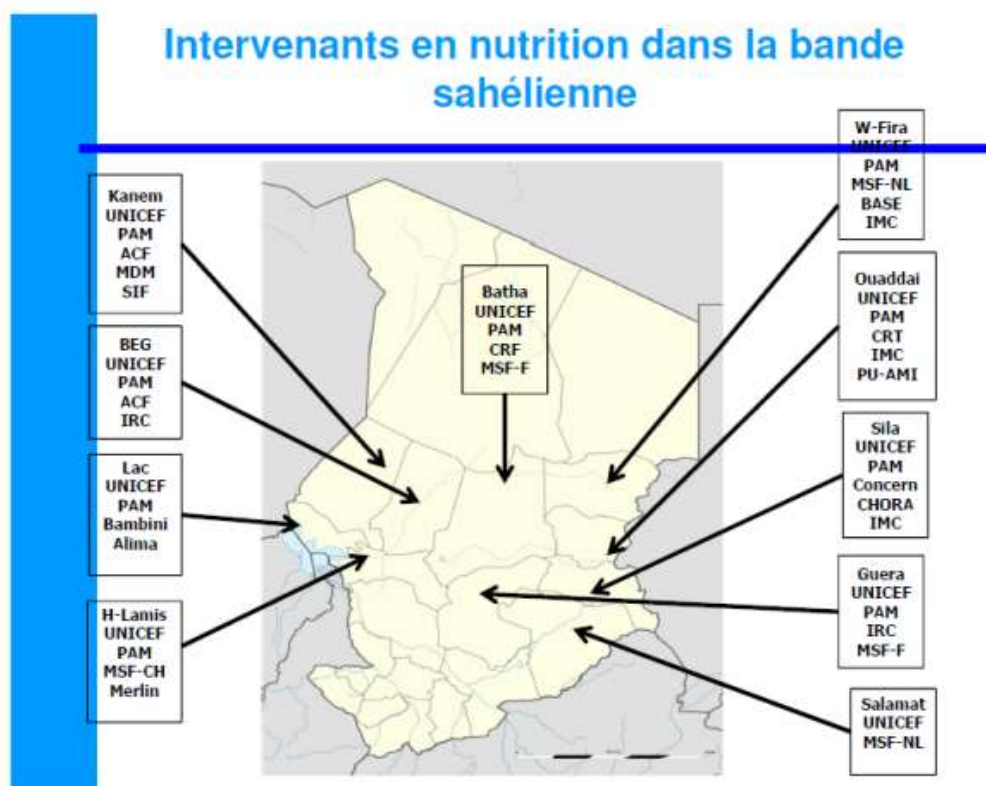 Intervenants en nutrition dans la bande
sahélienne
Kanem
UNICEF
PAM
ACF
MDM
SIF
BEG
UNICEF
PAM
ACF
IRC
Lac
UNICEF
PAM
Bambini
Alima
H-Lamis
UNICEF
PAM
MSF-CH
Merlin
Batha
UNICEF
PAM
CRF
MSF-F
W-Fira
UNICEF
PAM
MSF-NL
BASE
IMC
Ouaddai
UNICEF
PAM
CRT
IMC
PU-AMI
Sila
UNICEF
PAM
Concern
CHORA
IMC
Guera
UNICEF
PAM
IRC
MSF-F
Salamat
UNICEF
MSF-NL